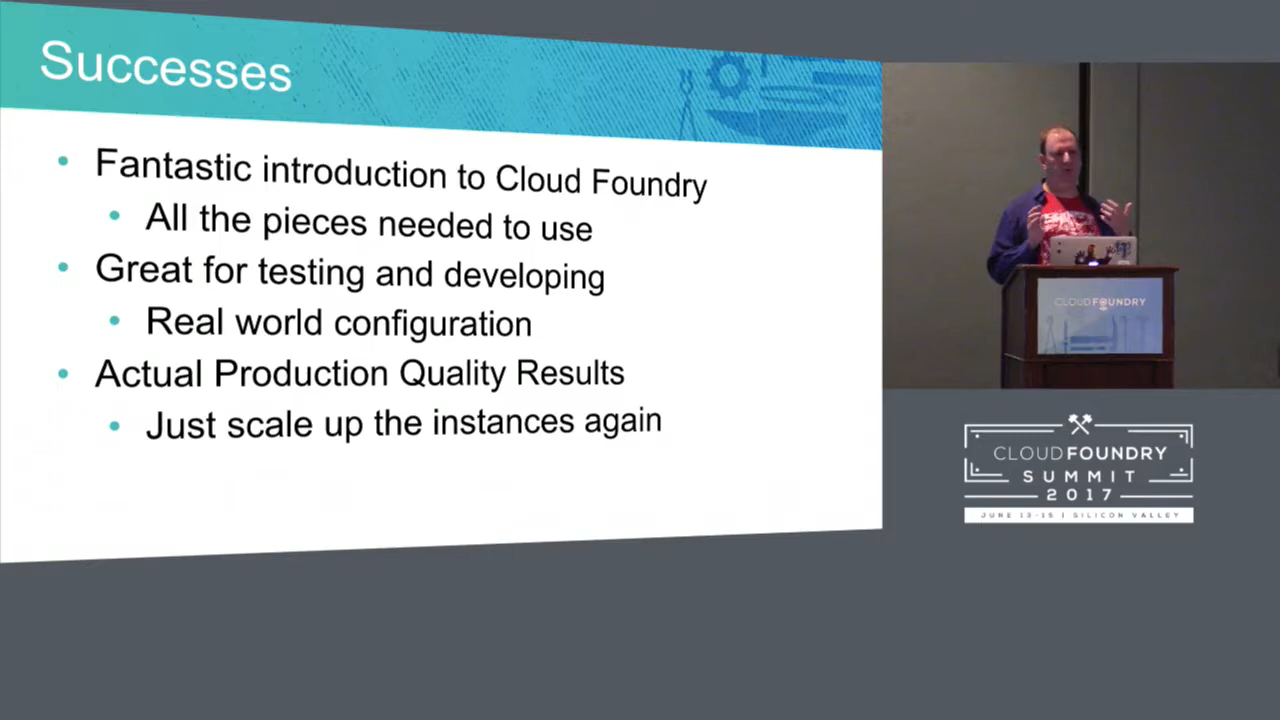 Successes
• Fantastic introduction to Cloud Foundry
• All the pieces needed to use
• Great for testing and developing
• Real world configuration
• Actual Production Quality Results
• Just scale up the instances again
CLOUD FOUNDRY
CLOUD FOUNDRY
SUMMIT
2017
JUNE 13-15 | SILICON VALLEY